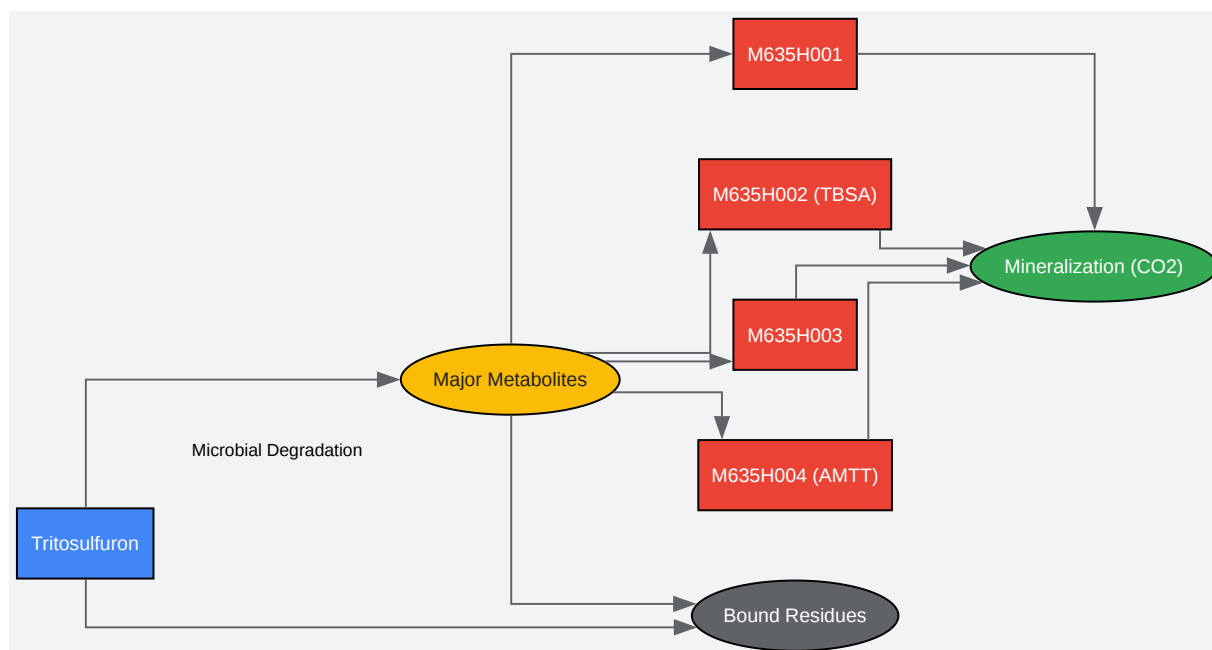 M635H001
M635H002 (TBSA)
Mineralization (CO2)
M635H003
Major Metabolites
Microbial Degradation
M635H004 (AMTT)
Tritosulfuron
Bound Residues